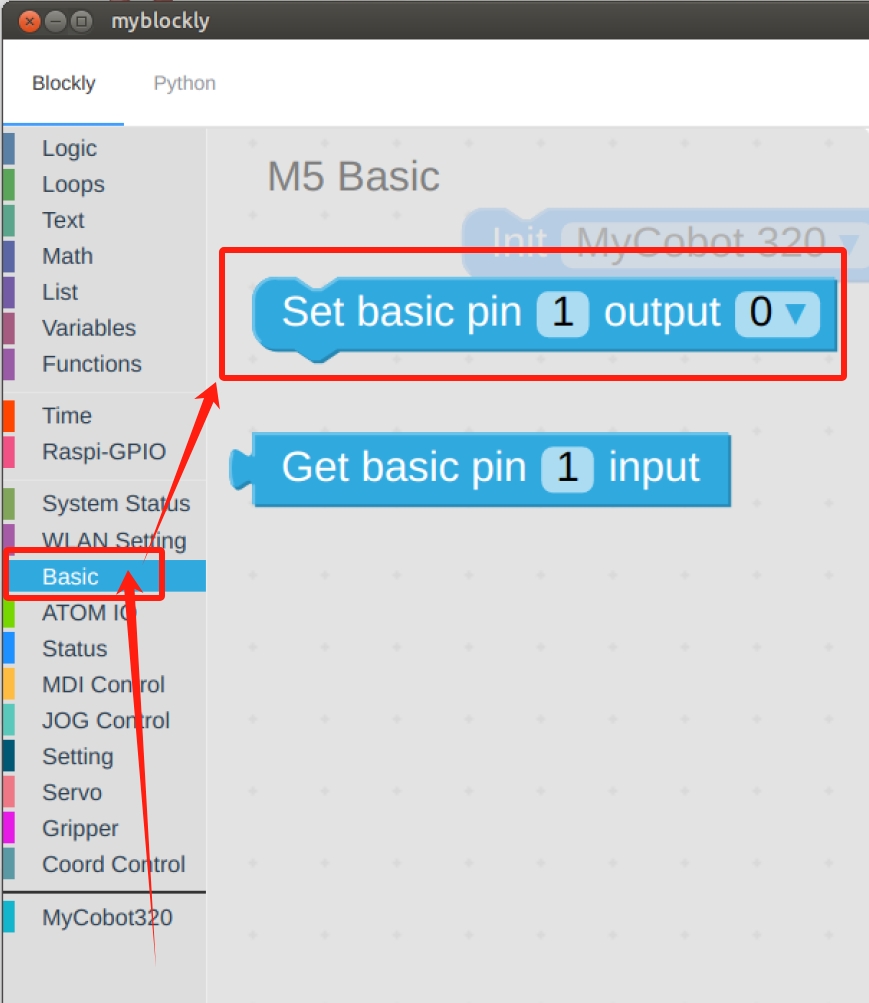 myblockly
Blockly Python
Logic
Loops
Text
Math
List
Variables
Functions
Time
Raspi-GPIO
System Status
WLAN Setting
Basic
ATOM IO
Status
MDI Control
JOG Control
Setting
Servo
Gripper
Coord Control
MyCobot320
M5 Basic
Init MyCobot 320
Set basic pin 1 output 0
Get basic pin 1 input